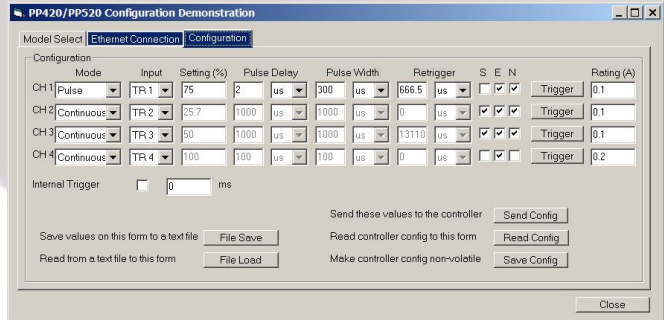 PP420/PP520 Configuration Demonstration
Model Select Ethernet Connection Configuration
Configuration
Mode Input Setting (%) Pulse Delay Pulse Width Retrigger S E N Rating (A)
CH 1 Pulse TR 1 75 2 us 300 us 666.5 us Trigger 0.1
CH 2 Continuous TR 2 25.7 1000 us 1000 us 0 us Trigger 0.1
CH 3 Continuous TR 3 50 1000 us 1000 us 13110 us Trigger 0.1
CH 4 Continuous TR 4 100 100 us 100 us 0 us Trigger 0.2
Internal Trigger 0 ms
Send these values to the controller Send Config
Save values on this form to a text file File Save Read controller config to this form Read Config
Read from a text file to this form File Load Make controller config non-volatile Save Config
Close